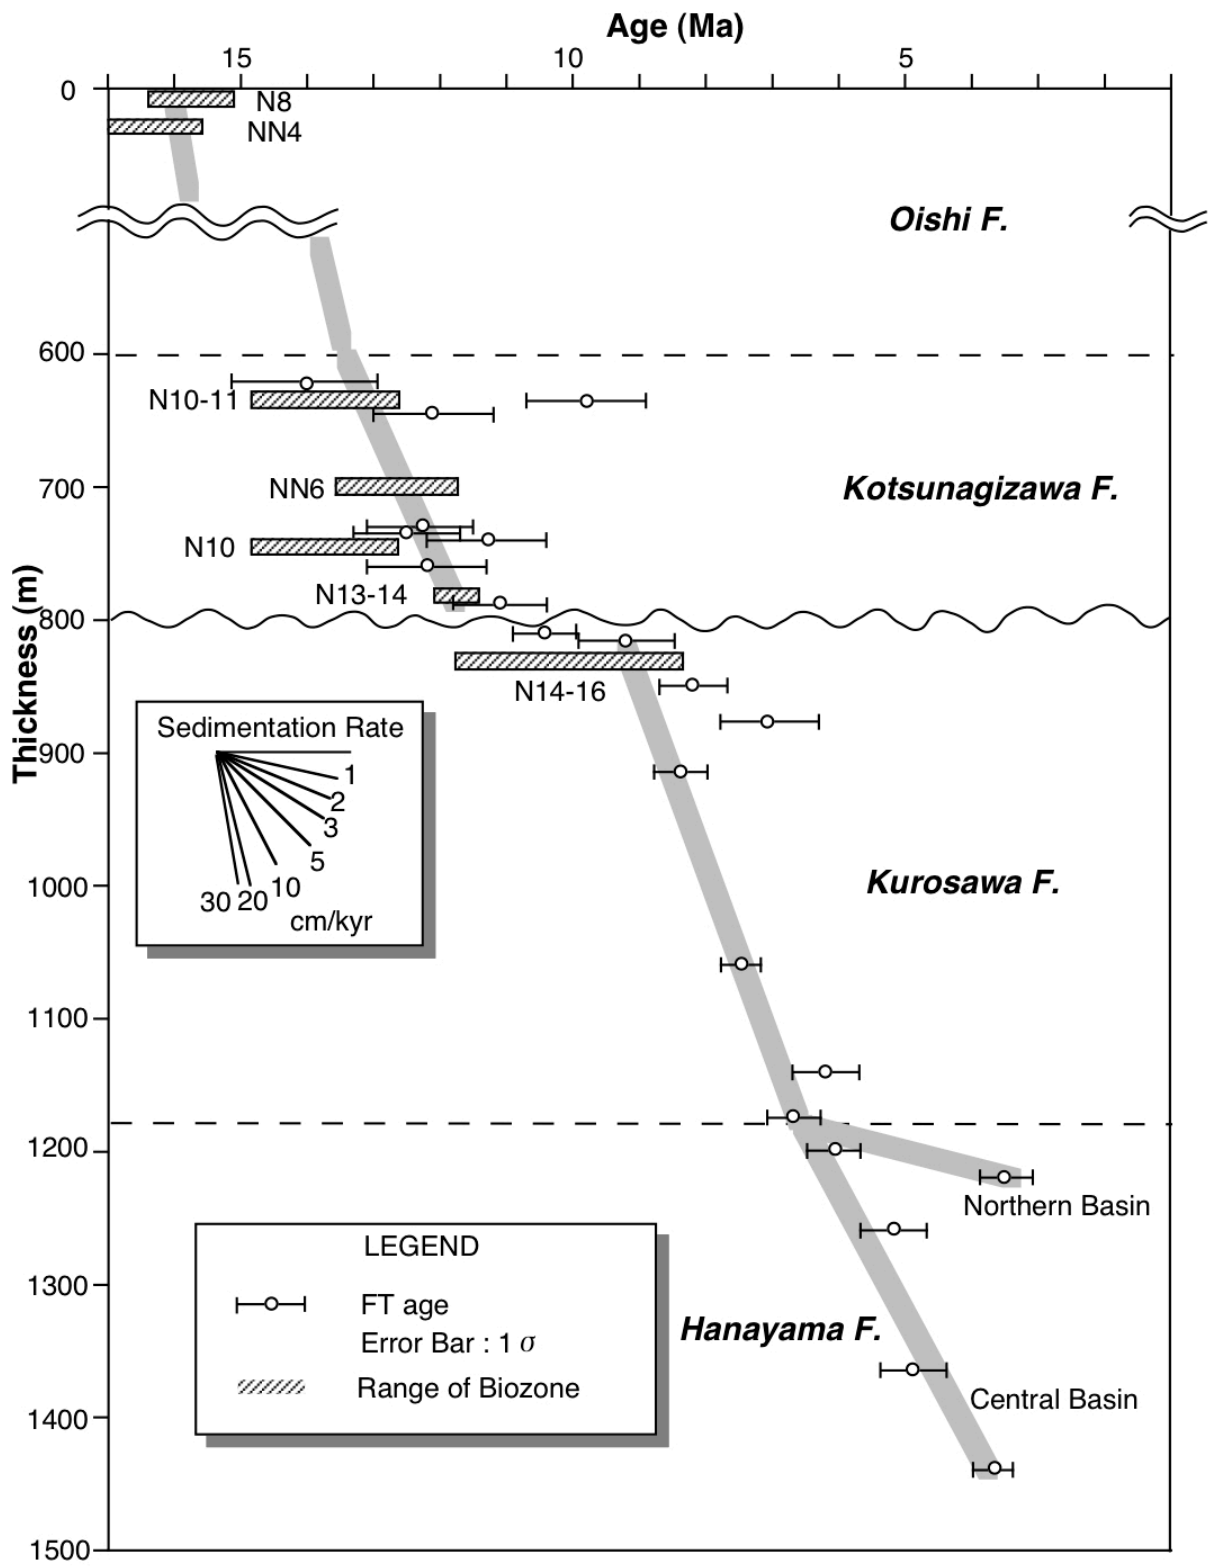 Age (Ma)
15 10 5
0
N8
NN4
Oishi F.
600
N10-11
Kotsunagizawa F.
NN6
700
N10
N13-14
800
Thickness (m)
N14-16
Sedimentation Rate
1
2
3
5
10
20
30
cm/kyr
900
Kurosawa F.
1000
1100
1200
Northern Basin
LEGEND
FT age
Error Bar : 1 σ
Range of Biozone
1300
Hanayama F.
Central Basin
1400
1500